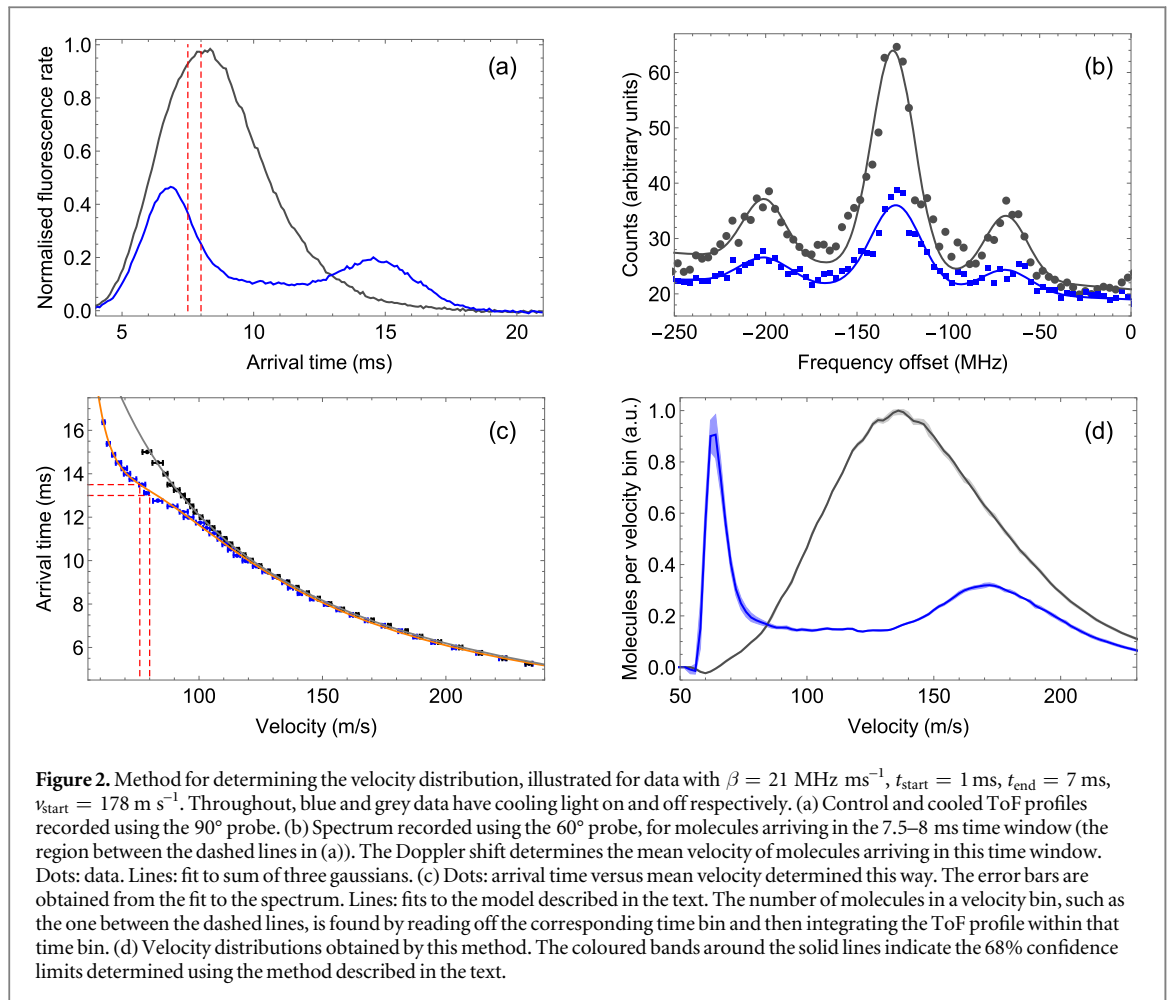 (a)
1.0
0.8
0.6
0.4
0.2
0.0
Normalised fluorescence rate
5
10
15
20
Arrival time (ms)
(b)
60
50
40
30
20
Counts (arbitrary units)
−250
−200
−150
−100
−50
0
Frequency offset (MHz)
(c)
16
14
12
10
8
6
Arrival time (ms)
100
150
200
Velocity (m/s)
(d)
1.0
0.8
0.6
0.4
0.2
0.0
Molecules per velocity bin (a.u.)
50
100
150
200
Velocity (m/s)
Figure 2. Method for determining the velocity distribution, illustrated for data with β = 21 MHz ms⁻¹, t_start = 1 ms, t_end = 7 ms,
v_start = 178 m s⁻¹. Throughout, blue and grey data have cooling light on and off respectively. (a) Control and cooled ToF profiles
recorded using the 90° probe. (b) Spectrum recorded using the 60° probe, for molecules arriving in the 7.5–8 ms time window (the
region between the dashed lines in (a)). The Doppler shift determines the mean velocity of molecules arriving in this time window.
Dots: data. Lines: fit to sum of three gaussians. (c) Dots: arrival time versus mean velocity determined this way. The error bars are
obtained from the fit to the spectrum. Lines: fits to the model described in the text. The number of molecules in a velocity bin, such as
the one between the dashed lines, is found by reading off the corresponding time bin and then integrating the ToF profile within that
time bin. (d) Velocity distributions obtained by this method. The coloured bands around the solid lines indicate the 68% confidence
limits determined using the method described in the text.